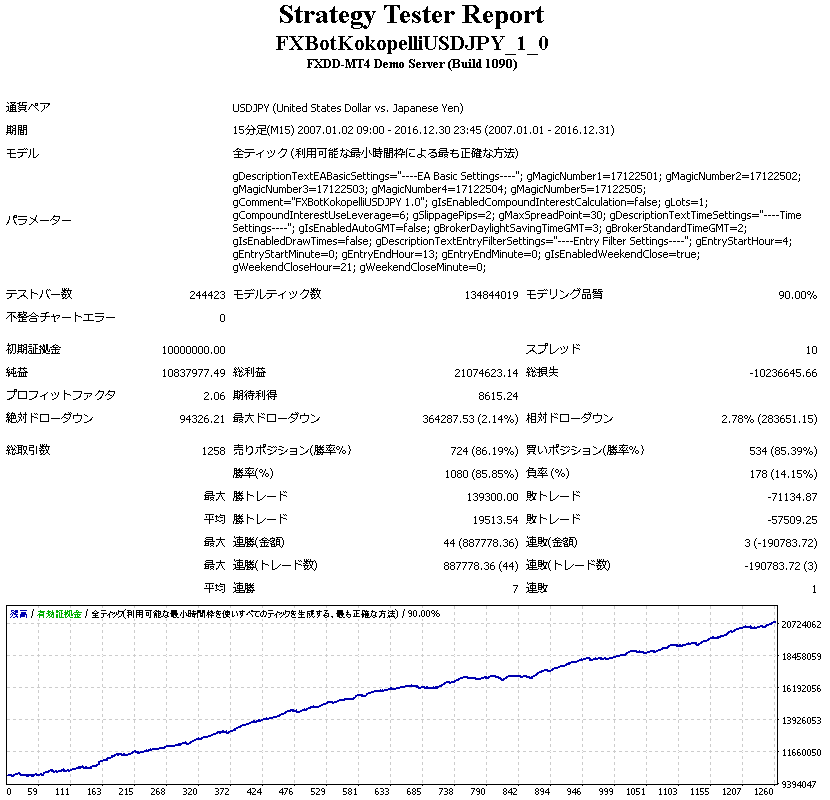 Strategy Tester Report
FXBotKokopelliUSDJPY_1_0
FXDD-MT4 Demo Server (Build 1090)
通貨ペア USDJPY (United States Dollar vs. Japanese Yen)
期間 15分足(M15) 2007.01.02 09:00 - 2016.12.30 23:45 (2007.01.01 - 2016.12.31)
モデル 全ティック (利用可能な最小時間枠による最も正確な方法)
パラメーター
gDescriptionTextEABasicSettings="----EA Basic Settings----"; gMagicNumber1=17122501; gMagicNumber2=17122502;
gMagicNumber3=17122503; gMagicNumber4=17122504; gMagicNumber5=17122505;
gComment="FXBotKokopelliUSDJPY 1.0"; gIsEnabledCompoundInterestCalculation=false; gLots=1;
gCompoundInterestUseLeverage=6; gSlippagePips=2; gMaxSpreadPoint=30; gDescriptionTextTimeSettings="----Time
Settings----"; gIsEnabledAutoGMT=false; gBrokerDaylightSavingTimeGMT=3; gBrokerStandardTimeGMT=2;
gIsEnabledDrawTimes=false; gDescriptionTextEntryFilterSettings="----Entry Filter Settings----"; gEntryStartHour=4;
gEntryStartMinute=0; gEntryEndHour=13; gEntryEndMinute=0; gIsEnabledWeekendClose=true;
gWeekendCloseHour=21; gWeekendCloseMinute=0;
テストバー数 244423 モデルティック数 134844019 モデリング品質 90.00%
不整合チャートエラー 0
初期証拠金 10000000.00 スプレッド 10
純益 10837977.49 総利益 21074623.14 総損失 -10236645.66
プロフィットファクタ 2.06 期待利得 8615.24
絶対ドローダウン 94326.21 最大ドローダウン 364287.53 (2.14%) 相対ドローダウン 2.78% (283651.15)
総取引数 1258 売りポジション(勝率%) 724 (86.19%) 買いポジション(勝率%) 534 (85.39%)
勝率(%) 1080 (85.85%) 負率 (%) 178 (14.15%)
最大 勝トレード 139300.00 敗トレード -71134.87
平均 勝トレード 19513.54 敗トレード -57509.25
最大 連勝(金額) 44 (887778.36) 連敗(金額) 3 (-190783.72)
最大 連勝(トレード数) 887778.36 (44) 連敗(トレード数) -190783.72 (3)
平均 連勝 7 連敗 1
残高 / 有効証拠金 / 全ティック(利用可能な最小時間枠を使いすべてのティックを生成する、最も正確な方法) / 90.00%
20724062
18458059
16192056
13926053
11660050
9394047
0 59 111 163 215 268 320 372 424 476 529 581 633 685 738 790 842 894 946 999 1051 1103 1155 1207 1260